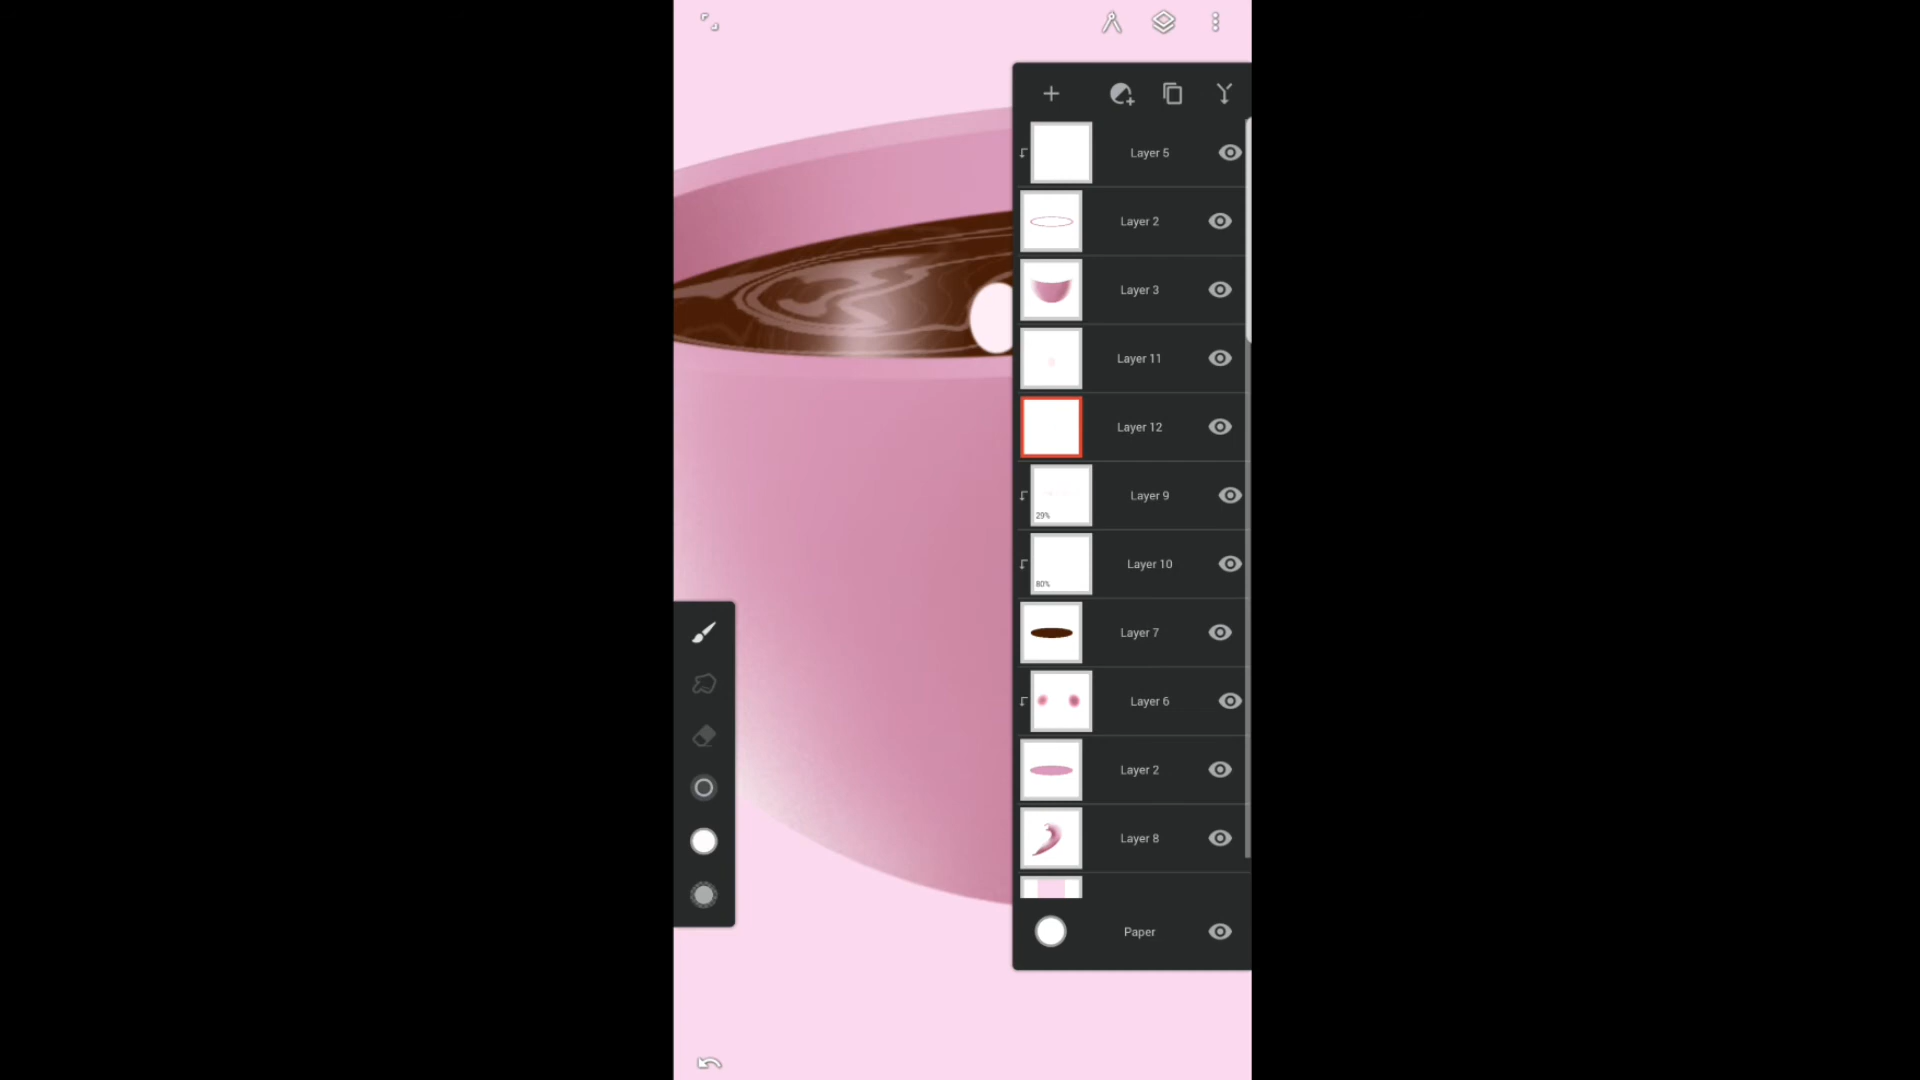 Layer 5
Layer 2
Layer 3
Layer 11
Layer 12
Layer 9
29%
Layer 10
80%
Layer 7
Layer 6
Layer 2
Layer 8
Paper